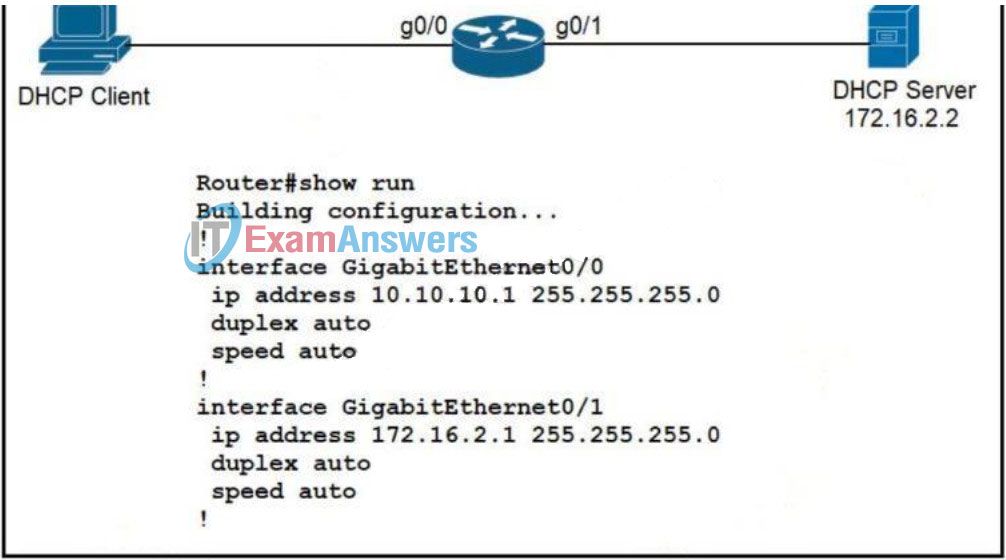 g0/0
g0/1
DHCP Client
DHCP Server
172.16.2.2
Router#show run
Building configuration...
!
ITExamAnswers
interface GigabitEthernet0/0
ip address 10.10.10.1 255.255.255.0
duplex auto
speed auto
!
interface GigabitEthernet0/1
ip address 172.16.2.1 255.255.255.0
duplex auto
speed auto
!